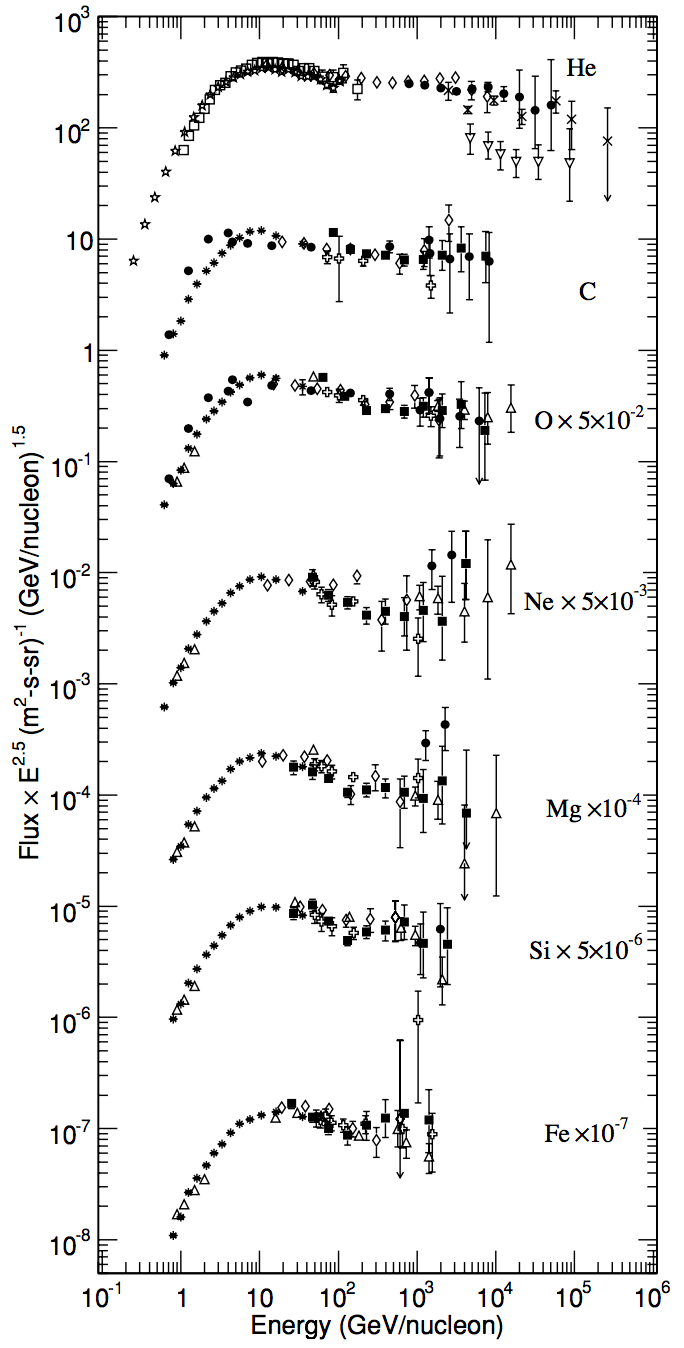 Flux × E^2.5 (m^2-s-sr)^-1 (GeV/nucleon)^1.5
10^3
He
10^2
10
C
1
O × 5×10^-2
10^-1
10^-2
Ne × 5×10^-3
10^-3
10^-4
Mg ×10^-4
10^-5
Si × 5×10^-6
10^-6
10^-7
Fe ×10^-7
10^-8
10^-1 1 10 10^2 10^3 10^4 10^5 10^6
Energy (GeV/nucleon)